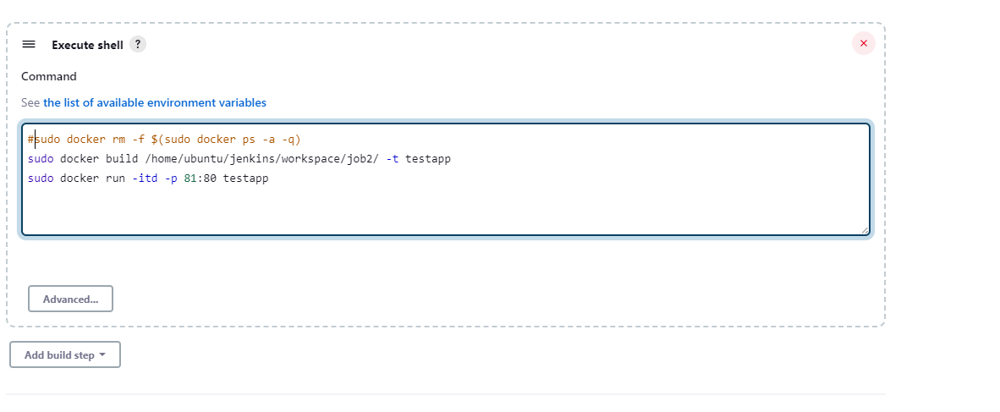 Execute shell ?
Command
See the list of available environment variables
#sudo docker rm -f $(sudo docker ps -a -q)
sudo docker build /home/ubuntu/jenkins/workspace/job2/ -t testapp
sudo docker run -itd -p 81:80 testapp
Advanced...
Add build step